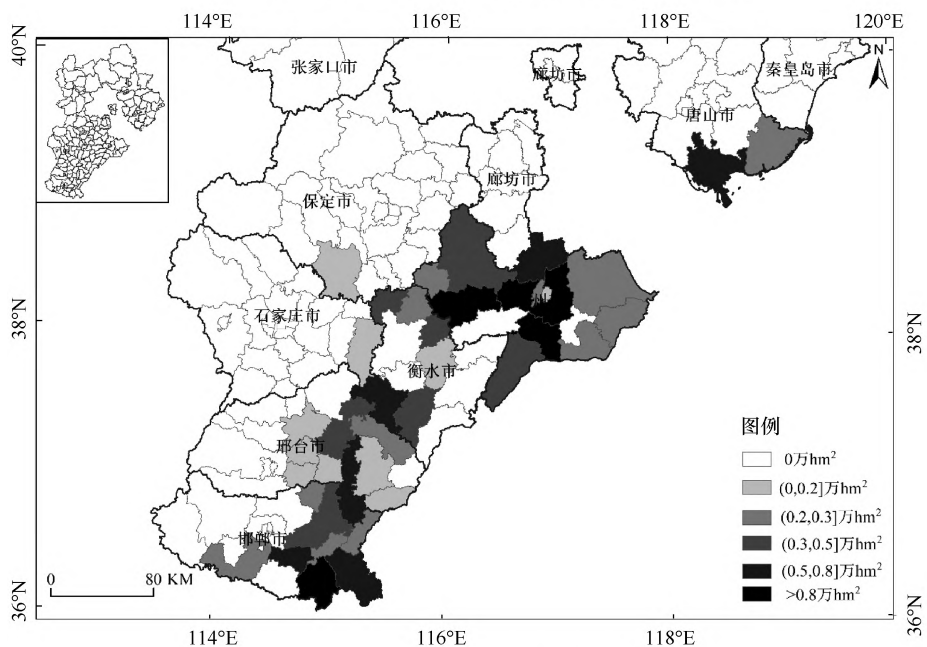 114°E 116°E 118°E 120°E
40°N
N
张家口市
廊坊市
秦皇岛市
唐山市
廊坊市
保定市
38°N
石家庄市
州
38°N
衡水市
邢台市
邯郸市
图例
0万hm²
(0,0.2]万hm²
(0.2,0.3]万hm²
(0.3,0.5]万hm²
(0.5,0.8]万hm²
>0.8万hm²
0 80 KM
36°N
36°N
114°E 116°E 118°E